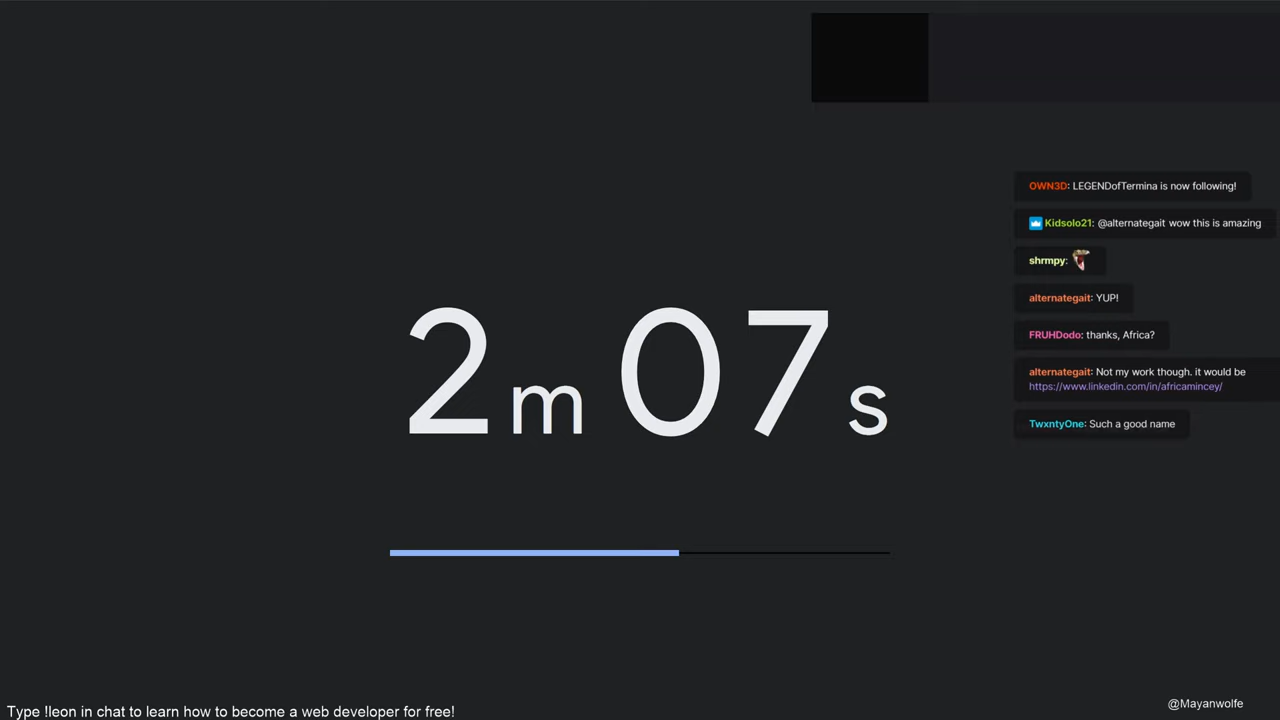 OWN3D: LEGENDofTermina is now following!
Kidsolo21: @alternategait wow this is amazing
shrmpy:
alternategait: YUP!
FRUHDodo: thanks, Africa?
alternategait: Not my work though. it would be
https://www.linkedin.com/in/africamincey/
TwxntyOne: Such a good name
2m 07s
Type !leon in chat to learn how to become a web developer for free!
@Mayanwolfe